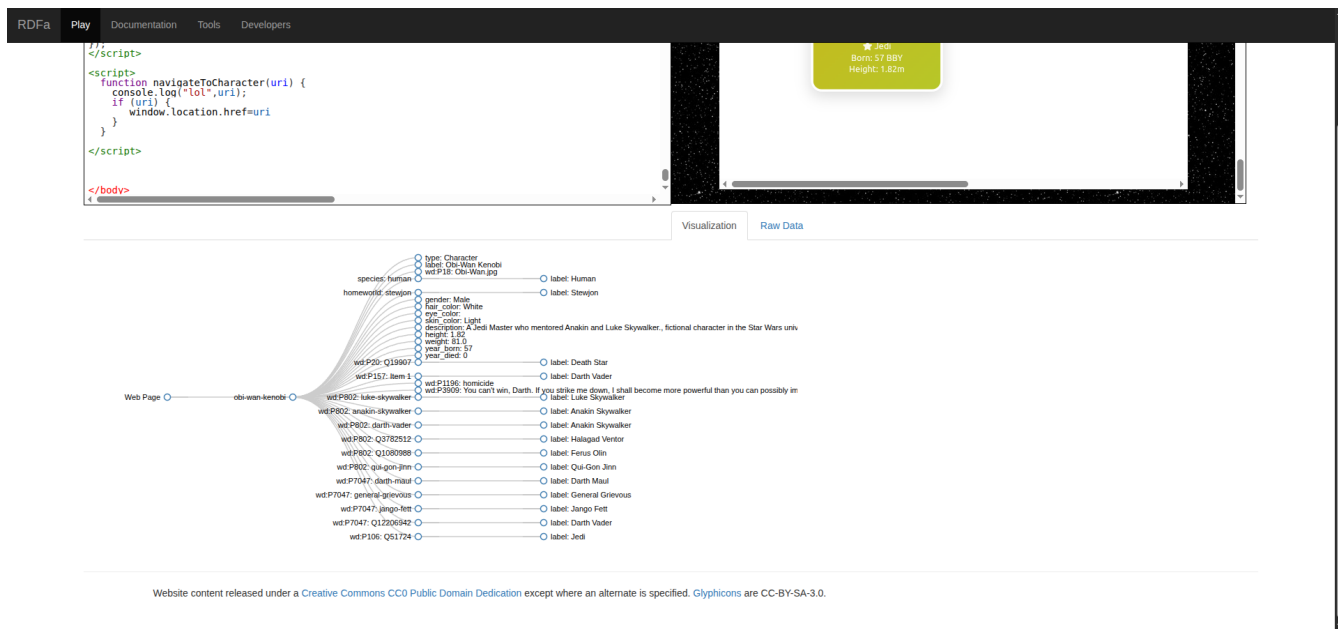 RDFa Play Documentation Tools Developers
});
</script>
<script>
function navigateToCharacter(uri) {
console.log("lol",uri);
if (uri) {
window.location.href=uri
}
}
</script>
</body>
Jedi
Born: 57 BBY
Height: 1.82m
Visualization Raw Data
type: Character
label: Obi-Wan Kenobi
wd:P18: Obi-Wan.jpg
species: human label: Human
homeworld: stewjon label: Stewjon
gender: Male
hair_color: White
eye_color:
skin_color: Light
description: A Jedi Master who mentored Anakin and Luke Skywalker., fictional character in the Star Wars univ
height: 1.82
weight: 81.0
year_born: 57
year_died: 0
wd:P20: Q19907 label: Death Star
wd:P157: Item 1 label: Darth Vader
wd:P1196: homicide
wd:P3909: You can't win, Darth. If you strike me down, I shall become more powerful than you can possibly im
Web Page obi-wan-kenobi wd:P802: luke-skywalker label: Luke Skywalker
wd:P802: anakin-skywalker label: Anakin Skywalker
wd:P802: darth-vader label: Anakin Skywalker
wd:P802: Q3782512 label: Halagad Ventor
wd:P802: Q1080988 label: Ferus Olin
wd:P802: qui-gon-jinn label: Qui-Gon Jinn
wd:P7047: darth-maul label: Darth Maul
wd:P7047: general-grievous label: General Grievous
wd:P7047: jango-fett label: Jango Fett
wd:P7047: Q12206942 label: Darth Vader
wd:P106: Q51724 label: Jedi
Website content released under a Creative Commons CC0 Public Domain Dedication except where an alternate is specified. Glyphicons are CC-BY-SA-3.0.